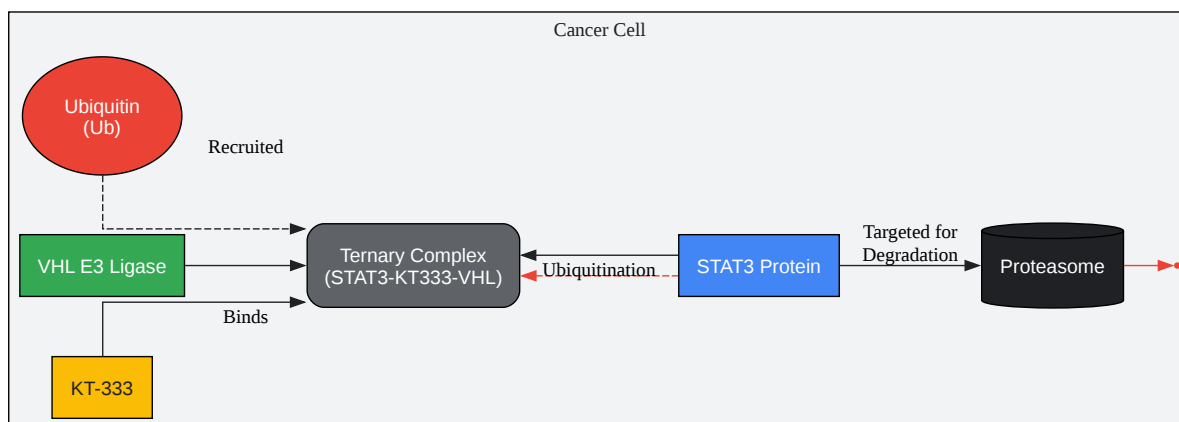 Cancer Cell
Ubiquitin
(Ub)
Recruited
VHL E3 Ligase
Ternary Complex
(STAT3-KT333-VHL)
Ubiquitination
STAT3 Protein
Targeted for
Degradation
Proteasome
Binds
KT-333